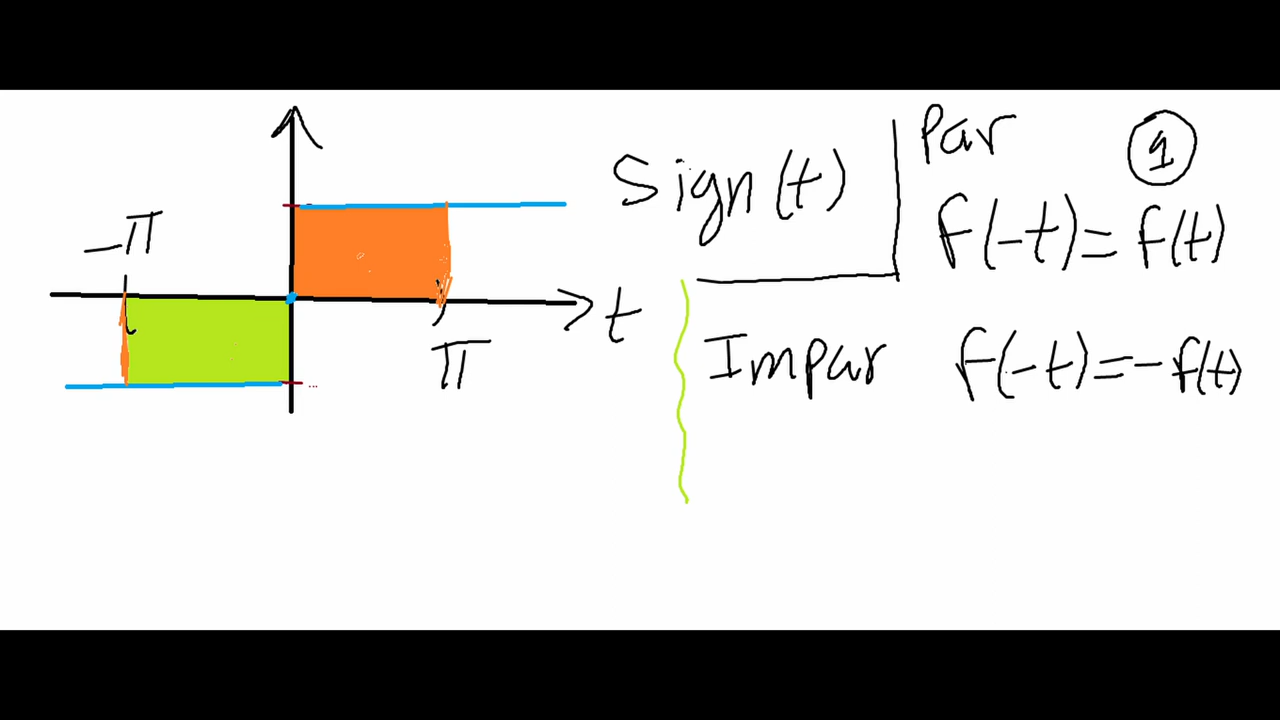 -π
t
π
Sign(t)
Par
1
f(-t)=f(t)
Impar f(-t)=-f(t)